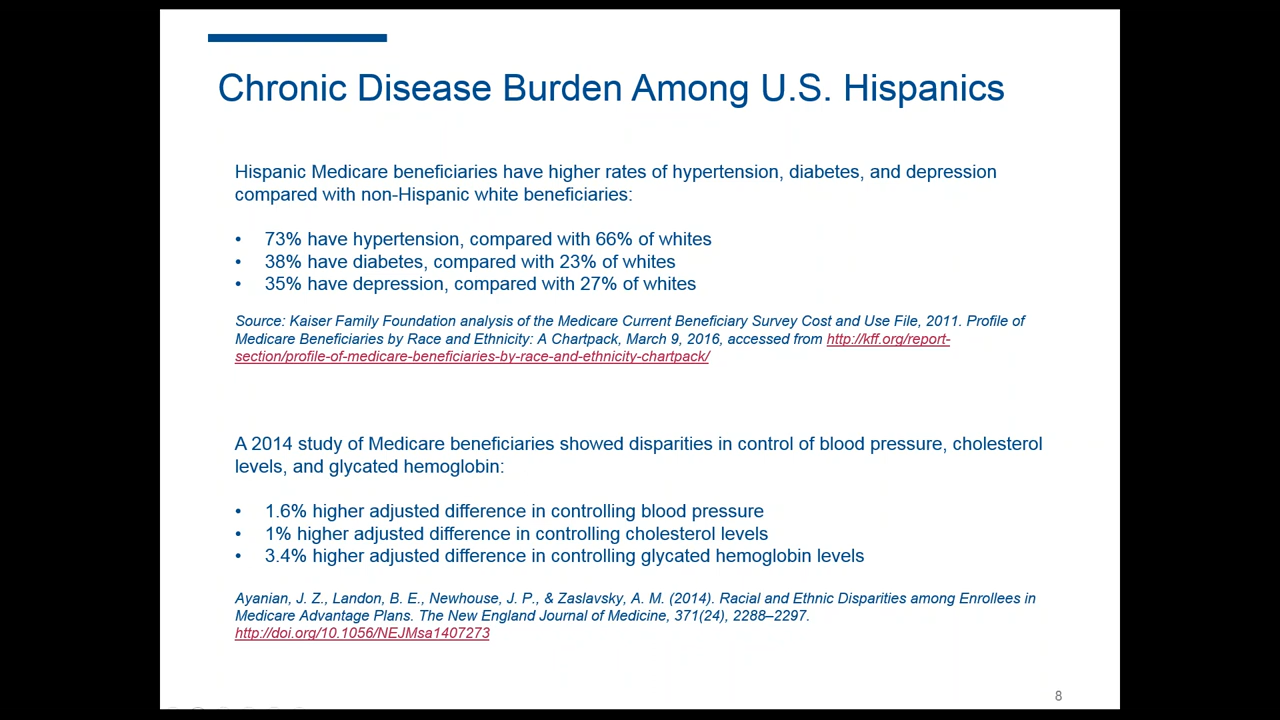 Chronic Disease Burden Among U.S. Hispanics
Hispanic Medicare beneficiaries have higher rates of hypertension, diabetes, and depression
compared with non-Hispanic white beneficiaries:
• 73% have hypertension, compared with 66% of whites
• 38% have diabetes, compared with 23% of whites
• 35% have depression, compared with 27% of whites
Source: Kaiser Family Foundation analysis of the Medicare Current Beneficiary Survey Cost and Use File, 2011. Profile of
Medicare Beneficiaries by Race and Ethnicity: A Chartpack, March 9, 2016, accessed from http://kff.org/report-
section/profile-of-medicare-beneficiaries-by-race-and-ethnicity-chartpack/
A 2014 study of Medicare beneficiaries showed disparities in control of blood pressure, cholesterol
levels, and glycated hemoglobin:
• 1.6% higher adjusted difference in controlling blood pressure
• 1% higher adjusted difference in controlling cholesterol levels
• 3.4% higher adjusted difference in controlling glycated hemoglobin levels
Ayanian, J. Z., Landon, B. E., Newhouse, J. P., & Zaslavsky, A. M. (2014). Racial and Ethnic Disparities among Enrollees in
Medicare Advantage Plans. The New England Journal of Medicine, 371(24), 2288–2297.
http://doi.org/10.1056/NEJMsa1407273
8